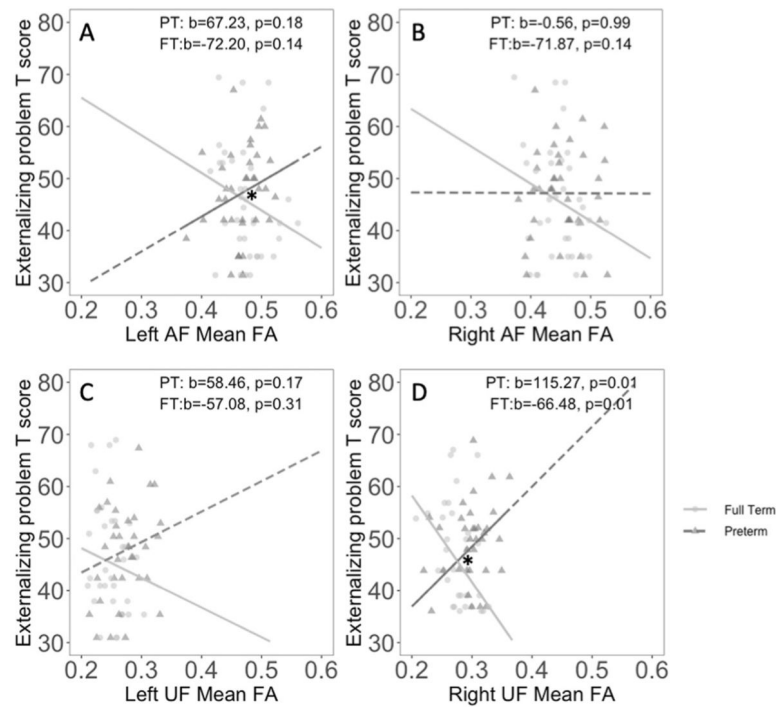 A
PT: b=67.23, p=0.18
FT:b=-72.20, p=0.14
Externalizing problem T score
80
70
60
50
40
30
*
0.2 0.3 0.4 0.5 0.6
Left AF Mean FA
B
PT: b=-0.56, p=0.99
FT:b=-71.87, p=0.14
Externalizing problem T score
80
70
60
50
40
30
0.2 0.3 0.4 0.5 0.6
Right AF Mean FA
C
PT: b=58.46, p=0.17
FT:b=-57.08, p=0.31
Externalizing problem T score
80
70
60
50
40
30
0.2 0.3 0.4 0.5 0.6
Left UF Mean FA
D
PT: b=115.27, p=0.01
FT:b=-66.48, p=0.01
Externalizing problem T score
80
70
60
50
40
30
*
0.2 0.3 0.4 0.5 0.6
Right UF Mean FA
Full Term
Preterm